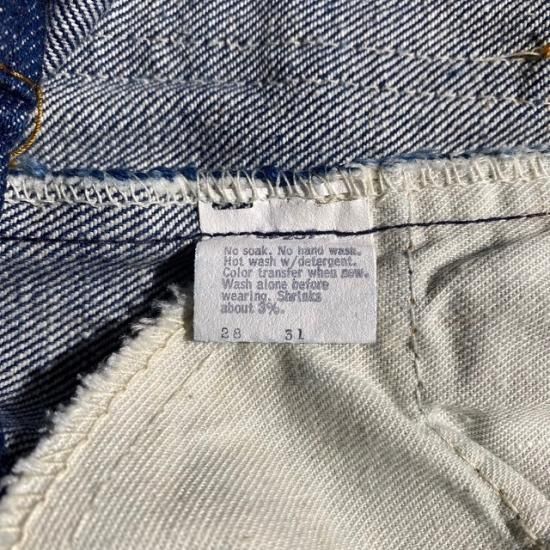 No soak. No hand wash.
Hot wash w/detergent.
Color transfer when new.
Wash alone before
wearing. Shrinks
about 3%.
28 31